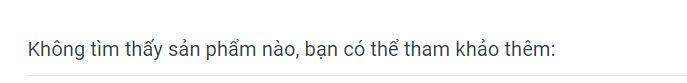 Không tìm thấy sản phẩm nào, bạn có thể tham khảo thêm: